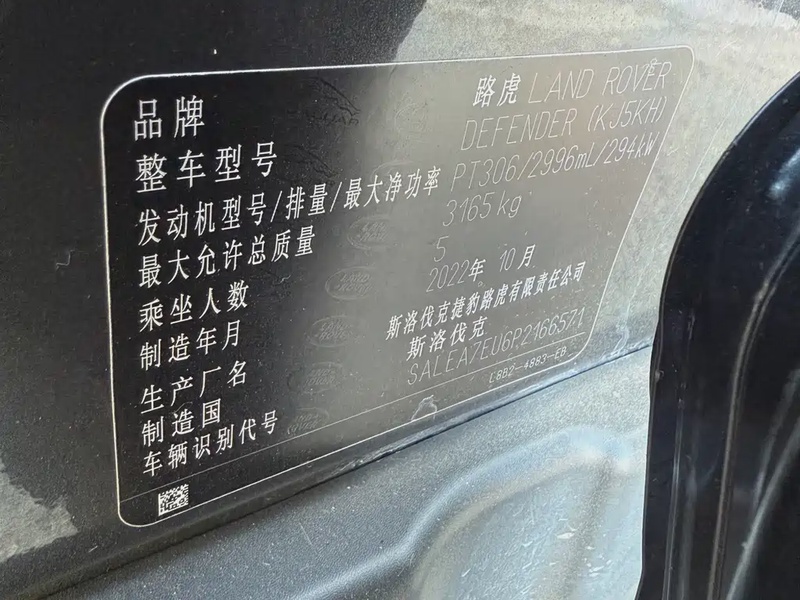 品牌 路虎 LAND ROVER
整车型号 DEFENDER (KJ5KH)
发动机型号/排量/最大净功率 PT306/2996mL/294kW
最大允许总质量 3165 kg
乘坐人数 5
制造年月 2022年 10月
生产厂名 斯洛伐克捷豹路虎有限责任公司
制造国 斯洛伐克
车辆识别代号 SALEA7EU6P2166571
L8B2-4883-EB